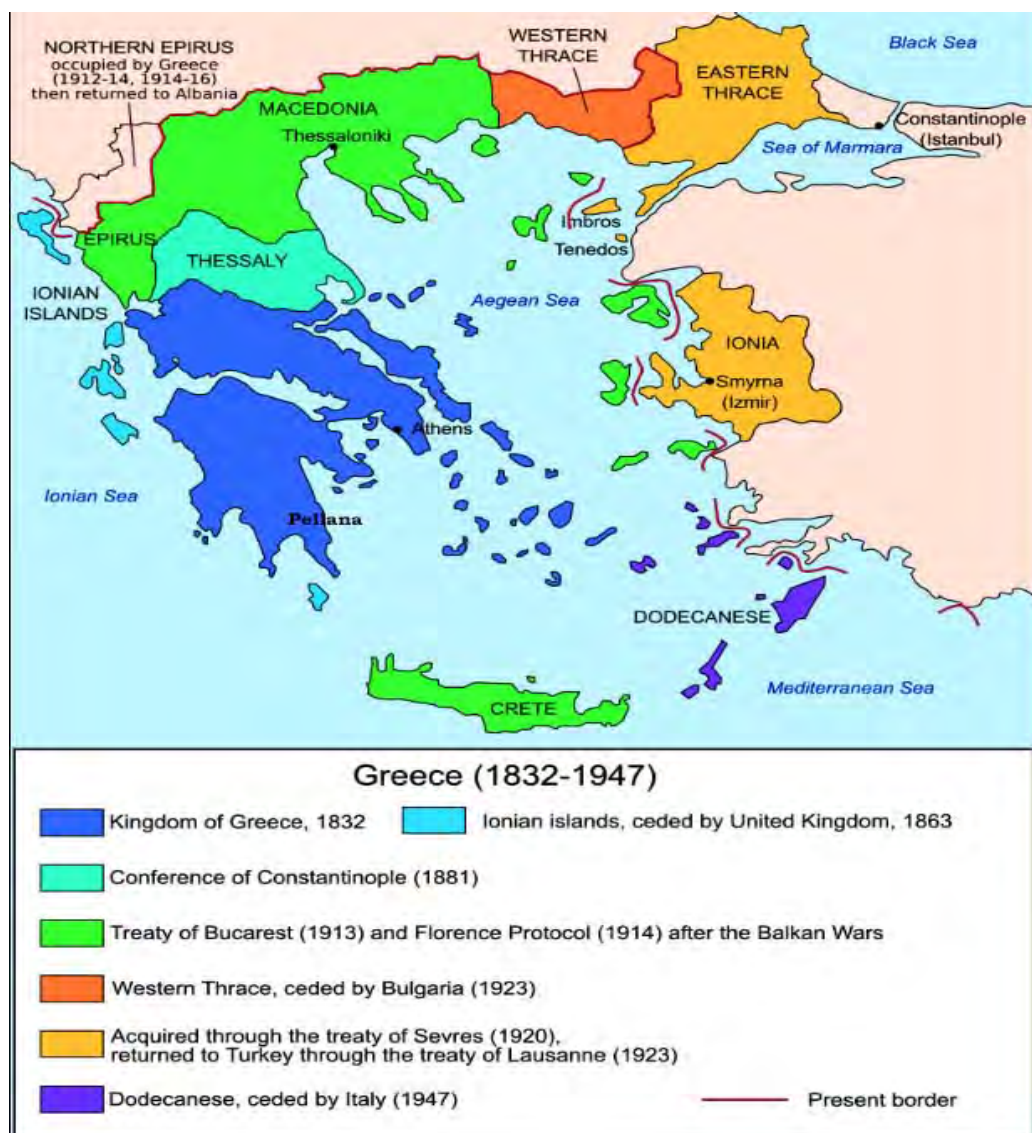 NORTHERN EPIRUS
occupied by Greece
(1912-14, 1914-16)
then returned to Albania
WESTERN
THRACE
Black Sea
EASTERN
THRACE
MACEDONIA
Thessaloniki
Constantinople
(Istanbul)
Sea of Marmara
Imbros
Tenedos
EPIRUS
THESSALY
IONIAN
ISLANDS
Aegean Sea
IONIA
Smyrna
(Izmir)
Athens
Ionian Sea
Pellana
DODECANESE
Mediterranean Sea
CRETE
Greece (1832-1947)
Kingdom of Greece, 1832
Ionian islands, ceded by United Kingdom, 1863
Conference of Constantinople (1881)
Treaty of Bucarest (1913) and Florence Protocol (1914) after the Balkan Wars
Western Thrace, ceded by Bulgaria (1923)
Acquired through the treaty of Sevres (1920),
returned to Turkey through the treaty of Lausanne (1923)
Dodecanese, ceded by Italy (1947)
Present border